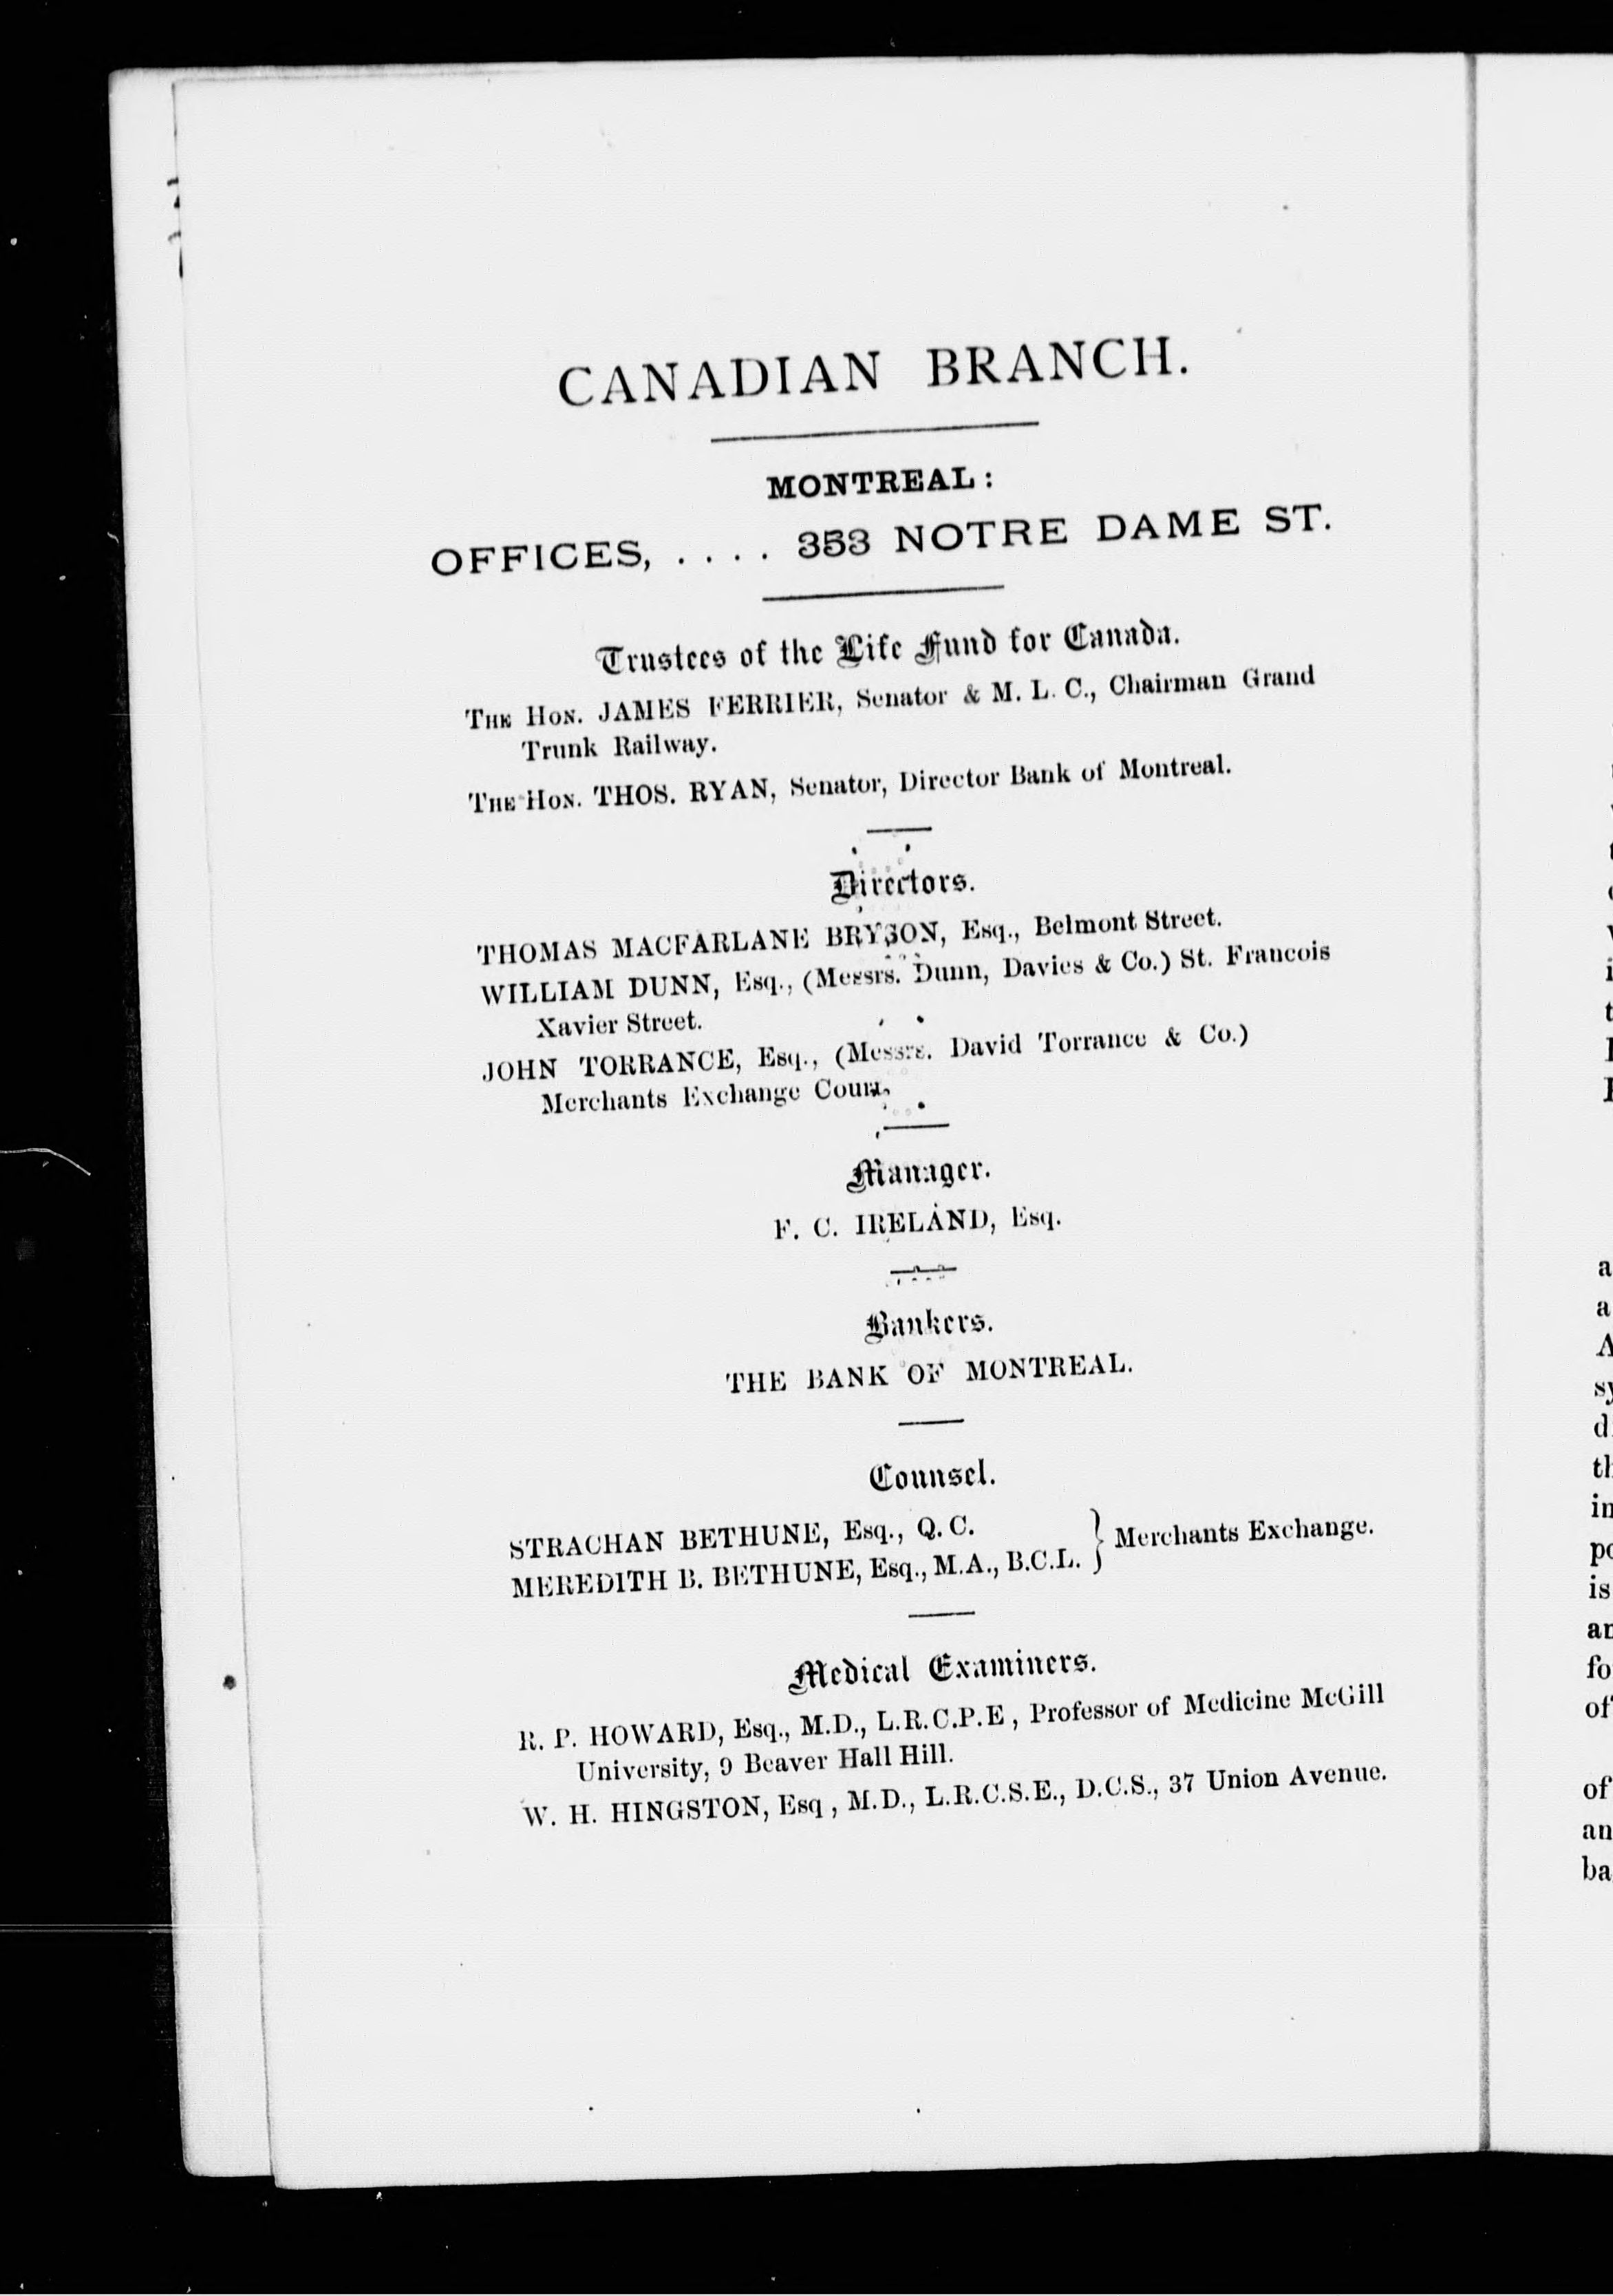 CANADIAN BRANCH.
MONTREAL:
OFFICES, .... 353 NOTRE DAME ST.
Trustees of the Life Fund for Canada.
THE HON. JAMES FERRIER, Senator & M. L. C., Chairman Grand
Trunk Railway.
THE HON. THOS. RYAN, Senator, Director Bank of Montreal.
Directors.
THOMAS MACFARLANE BRYSON, Esq., Belmont Street.
WILLIAM DUNN, Esq., (Messrs. Dunn, Davies & Co.) St. Francois
Xavier Street.
JOHN TORRANCE, Esq., (Messrs. David Torrance & Co.)
Merchants Exchange Court.
Manager.
F. C. IRELAND, Esq.
Bankers.
THE BANK OF MONTREAL.
Counsel.
STRACHAN BETHUNE, Esq., Q. C.
MEREDITH B. BETHUNE, Esq., M.A., B.C.L. } Merchants Exchange.
Medical Examiners.
R. P. HOWARD, Esq., M.D., L.R.C.P.E, Professor of Medicine McGill
University, 9 Beaver Hall Hill.
W. H. HINGSTON, Esq, M.D., L.R.C.S.E., D.C.S., 37 Union Avenue.